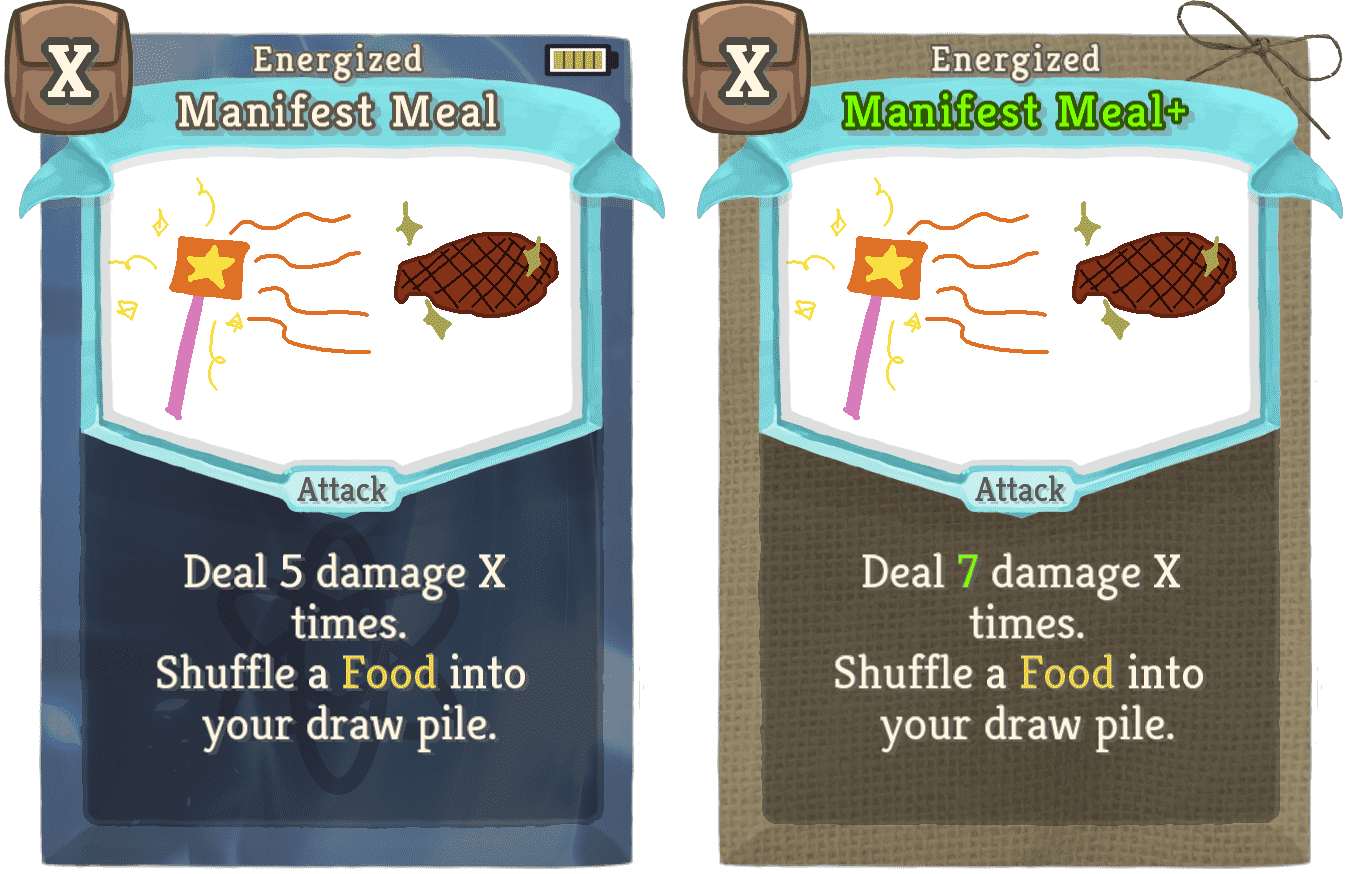 X
Energized
Manifest Meal
Attack
Deal 5 damage X
times.
Shuffle a Food into
your draw pile.
X
Energized
Manifest Meal+
Attack
Deal 7 damage X
times.
Shuffle a Food into
your draw pile.